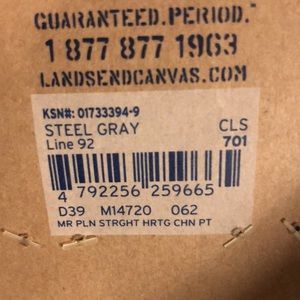 GUARANTEED.PERIOD.
1 877 877 1963
LANDSENDCANVAS.COM
KSN#: 01733394-9
STEEL GRAY CLS
Line 92 701
4 792256 259665
D39 M14720 062
MR PLN STRGHT HRTG CHN PT